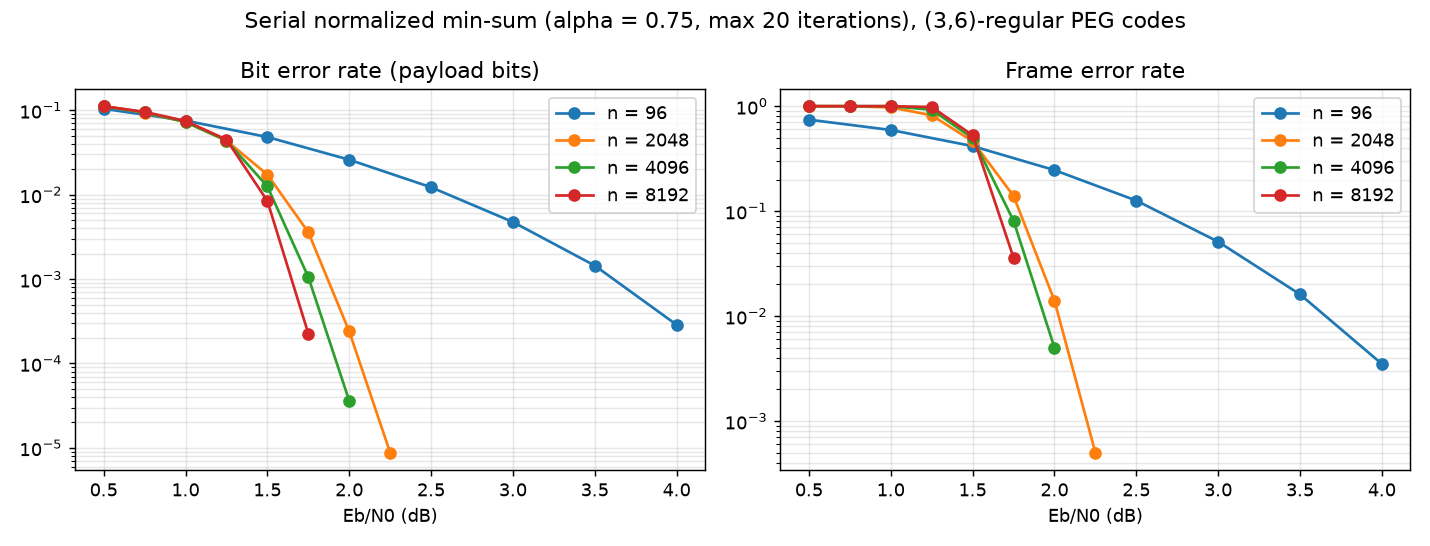 Serial normalized min-sum (alpha = 0.75, max 20 iterations), (3,6)-regular PEG codes
Bit error rate (payload bits)
10⁻¹
10⁻²
10⁻³
10⁻⁴
10⁻⁵
n = 96
n = 2048
n = 4096
n = 8192
0.5 1.0 1.5 2.0 2.5 3.0 3.5 4.0
Eb/N0 (dB)
Frame error rate
10⁰
10⁻¹
10⁻²
10⁻³
n = 96
n = 2048
n = 4096
n = 8192
0.5 1.0 1.5 2.0 2.5 3.0 3.5 4.0
Eb/N0 (dB)